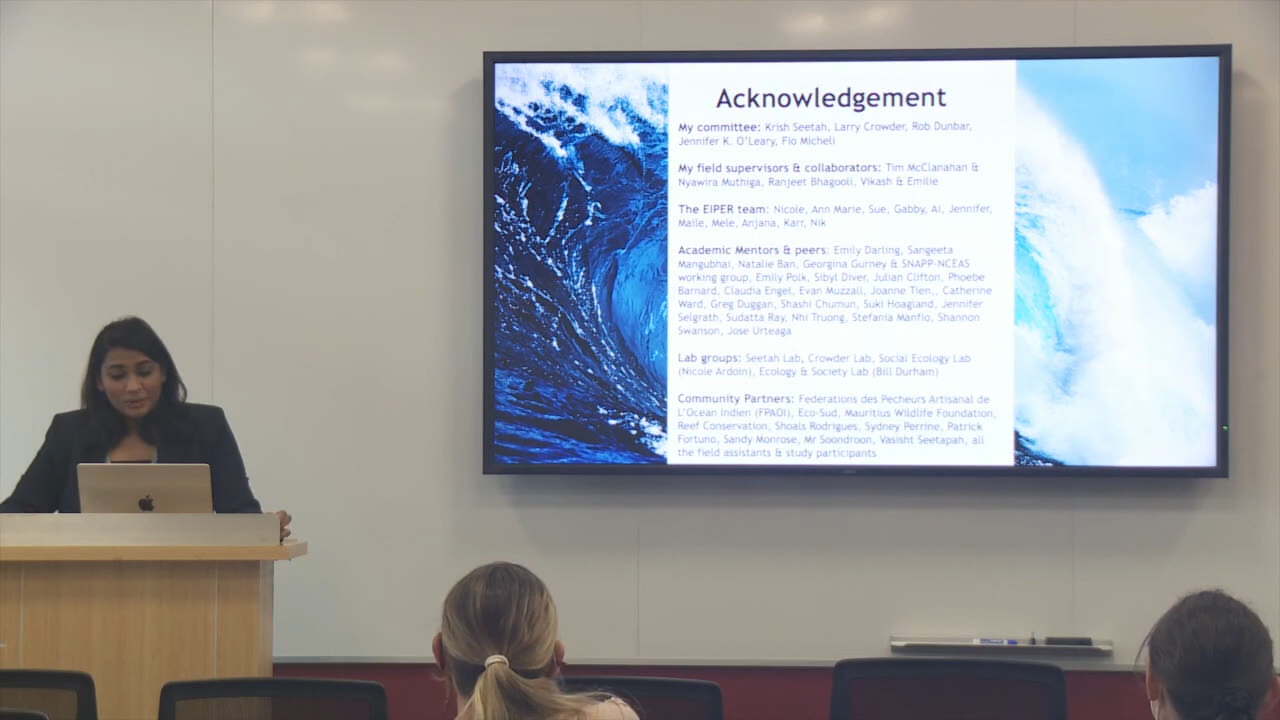 Acknowledgement
My committee: Krish Seetah, Larry Crowder, Rob Dunbar,
Jennifer K. O'Leary, Fio Micheli
My field supervisors & collaborators: Tim McClanahan &
Nyawira Muthiga, Ranjeet Bhagooli, Vikash & Emilie
The EIPER team: Nicole, Ann Marie, Sue, Gabby, Ai, Jennifer,
Maile, Mele, Anjana, Karr, Nik
Academic Mentors & peers: Emily Darling, Sangeeta
Mangubhai, Natalie Ban, Georgina Gurney & SNAPP-NCEAS
working group, Emily Polk, Sibyl Diver, Julian Clifton, Phoebe
Barnard, Claudia Engel, Evan Muzzall, Joanne Tien., Catherine
Ward, Greg Duggan, Shashi Chumun, Suki Hoagland, Jennifer
Selgrath, Sudatta Ray, Nhi Truong, Stefania Manfio, Shannon
Swanson, Jose Urteaga
Lab groups: Seetah Lab, Crowder Lab, Social Ecology Lab
(Nicole Ardoin), Ecology & Society Lab (Bill Durham)
Community Partners: Federations des Pecheurs Artisanal de
L'Ocean Indien (FPAOI), Eco-Sud, Mauritius Wildlife Foundation,
Reef Conservation, Shoals Rodrigues, Sydney Perrine, Patrick
Fortuno, Sandy Monrose, Mr Soondroon, Vasisht Seetapah, all
the field assistants & study participants